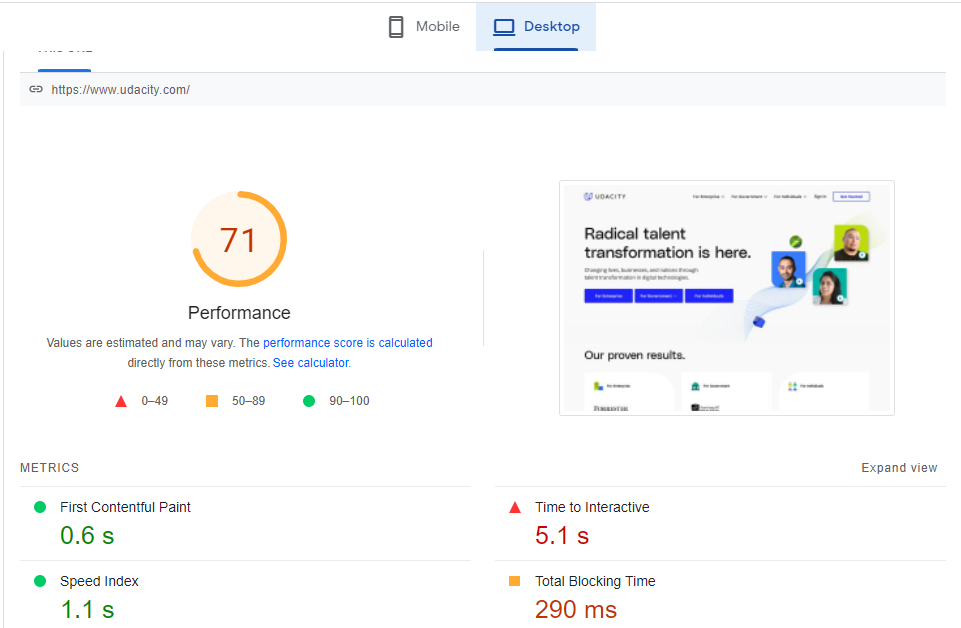 Mobile
Desktop
https://www.udacity.com/
71
Performance
Values are estimated and may vary. The performance score is calculated
directly from these metrics. See calculator.
0–49
50–89
90–100
UDACITY
For Enterprise
For Government
For Individuals
Sign In
Get Started
Radical talent
transformation is here.
Changing lives, businesses, and nations through
talent transformation in digital technologies.
For Enterprise
For Government
For Individuals
Our proven results.
For Enterprise
For Government
For Individuals
METRICS
Expand view
First Contentful Paint
0.6 s
Time to Interactive
5.1 s
Speed Index
1.1 s
Total Blocking Time
290 ms